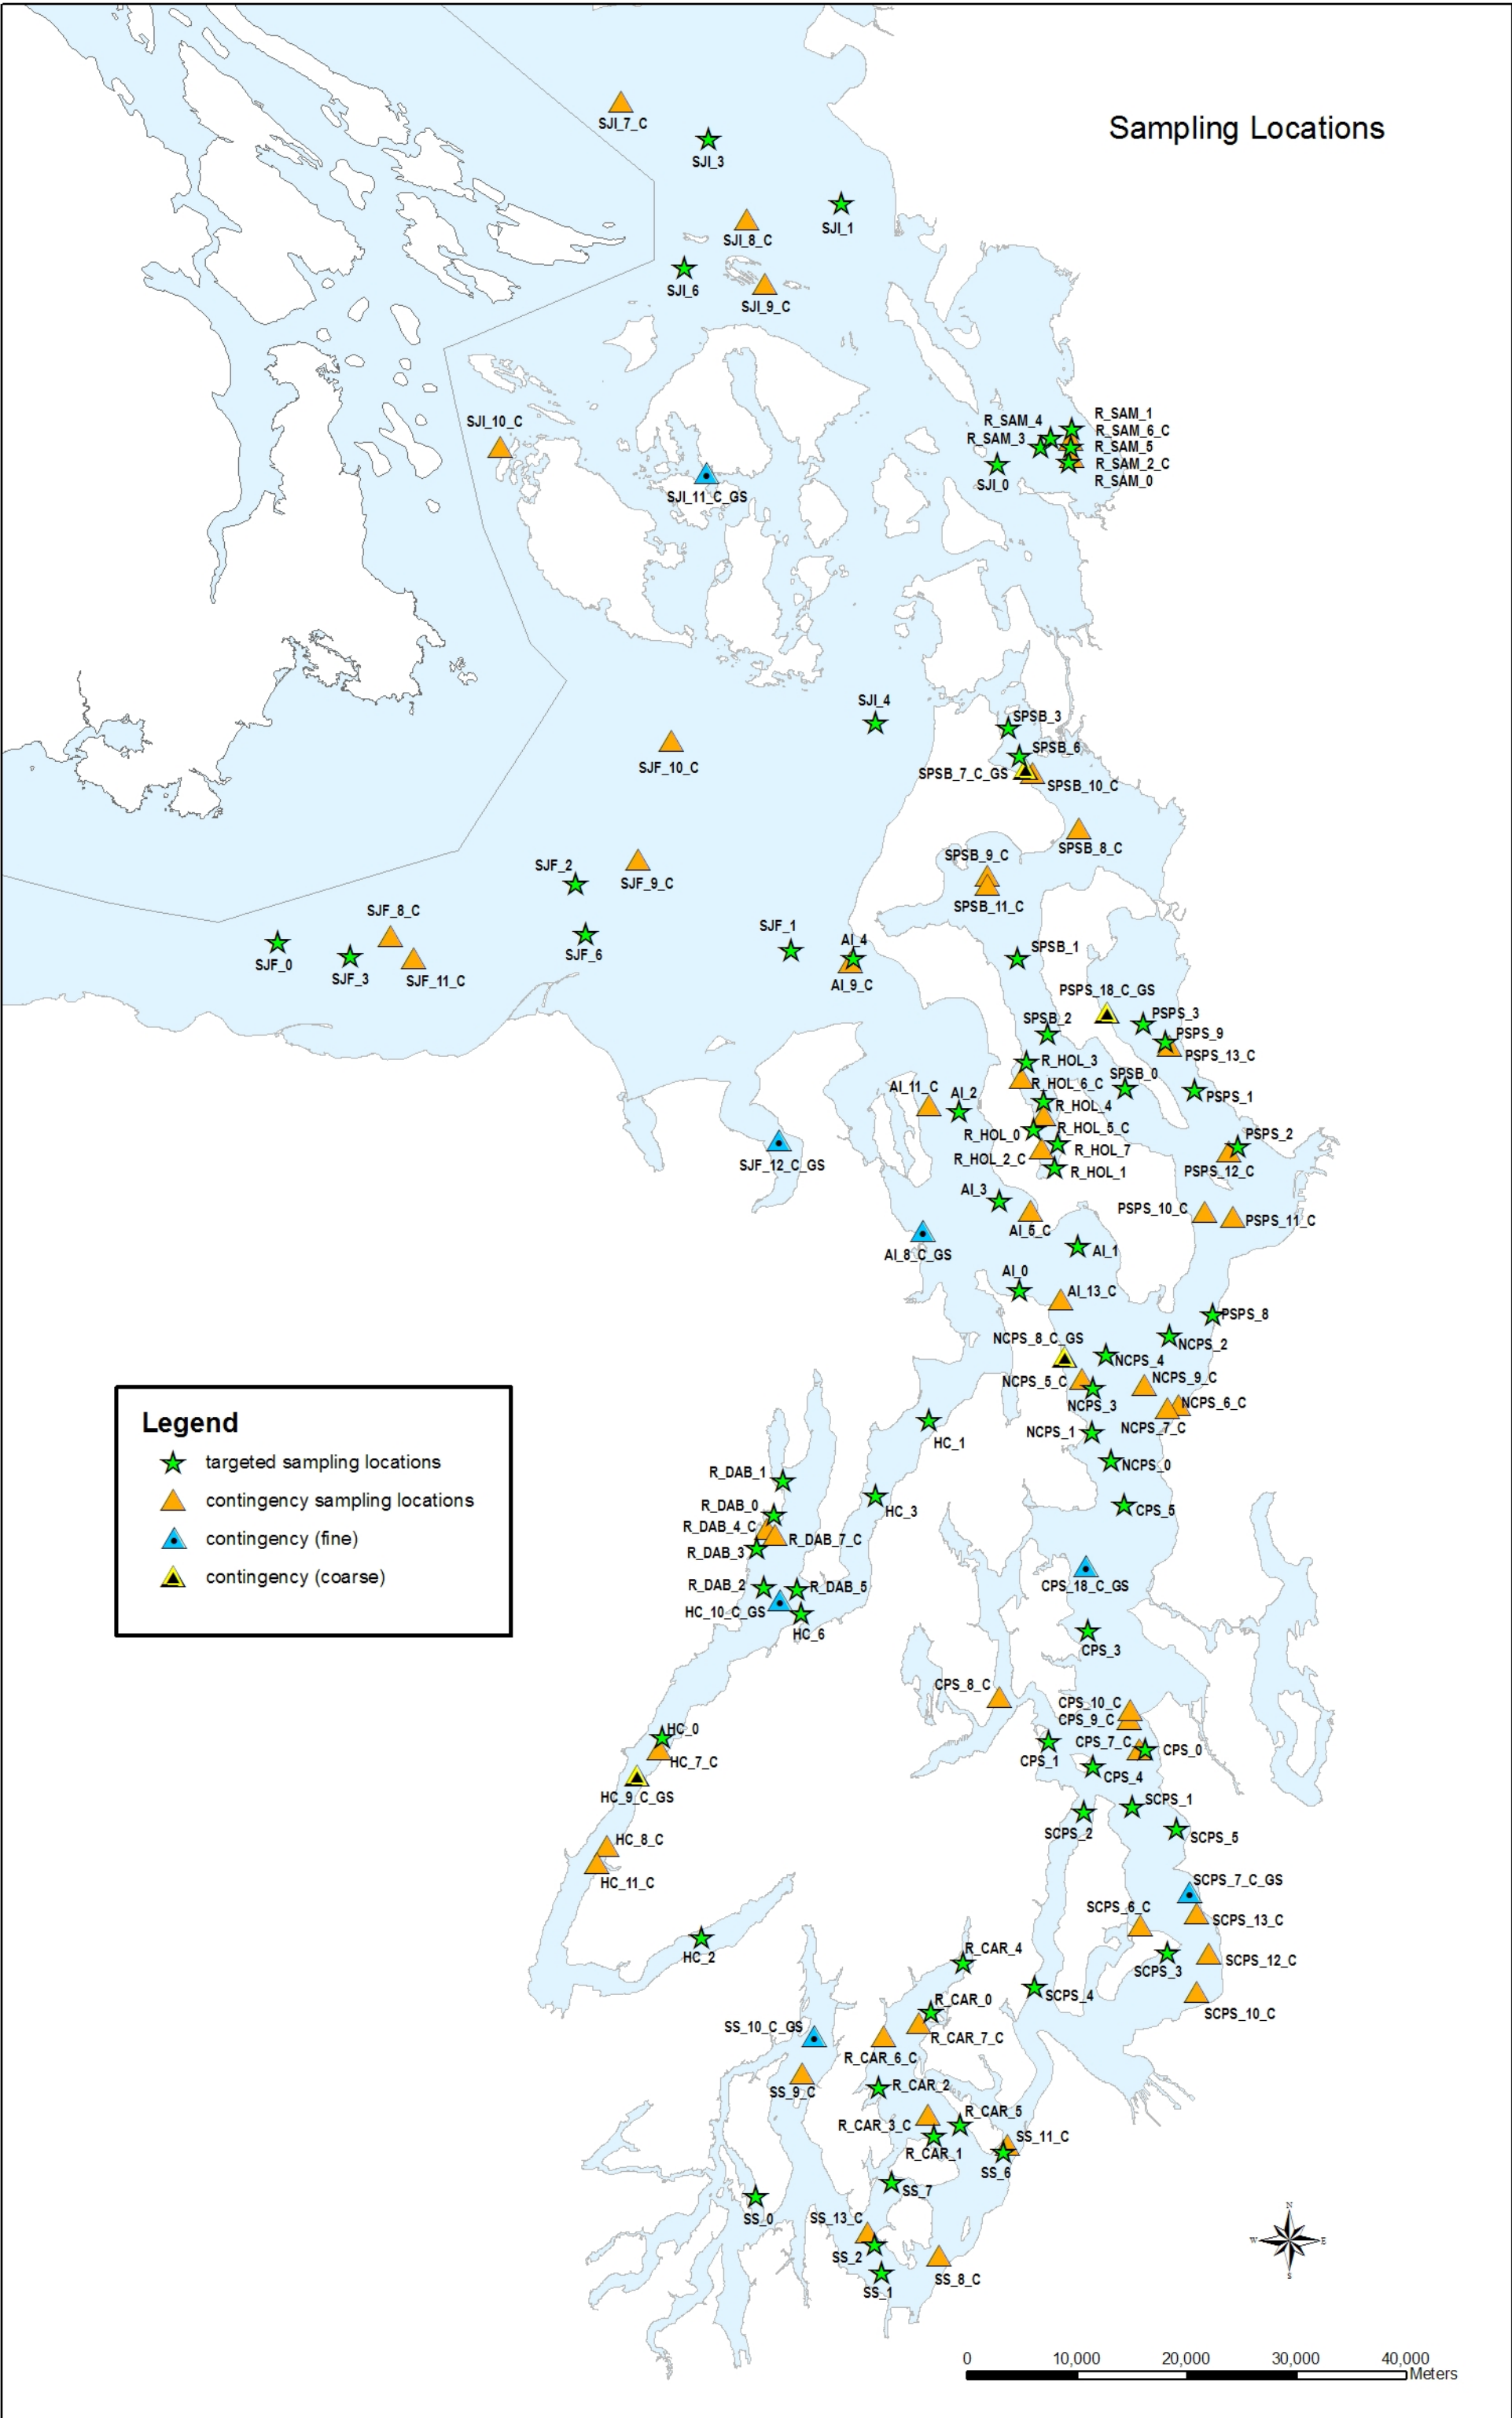 Sampling Locations
SJI_7_C
SJI_3
SJI_1
SJI_8_C
SJI_6
SJI_9_C
SJI_10_C
R_SAM_1
R_SAM_4
R_SAM_6_C
R_SAM_3
R_SAM_5
R_SAM_2_C
R_SAM_0
SJI_0
SJI_11_C_GS
SJI_4
SPSB_3
SPSB_6
SJF_10_C
SPSB_7_C_GS
SPSB_10_C
SPSB_8_C
SPSB_9_C
SJF_2
SJF_9_C
SPSB_11_C
SJF_8_C
SJF_1
AI_4
SPSB_1
SJF_6
SJF_0
SJF_3
SJF_11_C
AI_9_C
PSPS_18_C_GS
PSPS_3
SPSB_2
PSPS_9
PSPS_13_C
R_HOL_3
SPSB_0
R_HOL_6_C
AI_11_C
AI_2
PSPS_1
R_HOL_4
R_HOL_5_C
R_HOL_0
PSPS_2
R_HOL_7
R_HOL_2_C
SJF_12_C_GS
R_HOL_1
PSPS_12_C
AI_3
PSPS_10_C
PSPS_11_C
AI_5_C
AI_8_C_GS
AI_1
AI_0
AI_13_C
PSPS_8
NCPS_8_C_GS
NCPS_2
NCPS_4
NCPS_5_C
NCPS_9_C
NCPS_3
NCPS_6_C
NCPS_7_C
NCPS_1
HC_1
NCPS_0
Legend
targeted sampling locations
contingency sampling locations
contingency (fine)
contingency (coarse)
R_DAB_1
R_DAB_0
HC_3
CPS_5
R_DAB_4_C
R_DAB_7_C
R_DAB_3
R_DAB_2
R_DAB_5
CPS_18_C_GS
HC_10_C_GS
HC_6
CPS_3
CPS_8_C
CPS_10_C
CPS_9_C
HC_0
CPS_7_C
CPS_0
HC_7_C
CPS_1
CPS_4
HC_9_C_GS
SCPS_1
SCPS_2
SCPS_5
HC_8_C
HC_11_C
SCPS_7_C_GS
SCPS_6_C
SCPS_13_C
R_CAR_4
HC_2
SCPS_12_C
SCPS_3
SCPS_4
R_CAR_0
SCPS_10_C
SS_10_C_GS
R_CAR_7_C
R_CAR_6_C
SS_9_C
R_CAR_2
R_CAR_5
R_CAR_3_C
SS_11_C
R_CAR_1
SS_6
SS_7
SS_0
SS_13_C
SS_2
SS_8_C
SS_1
N
W E
S
0 10,000 20,000 30,000 40,000
Meters